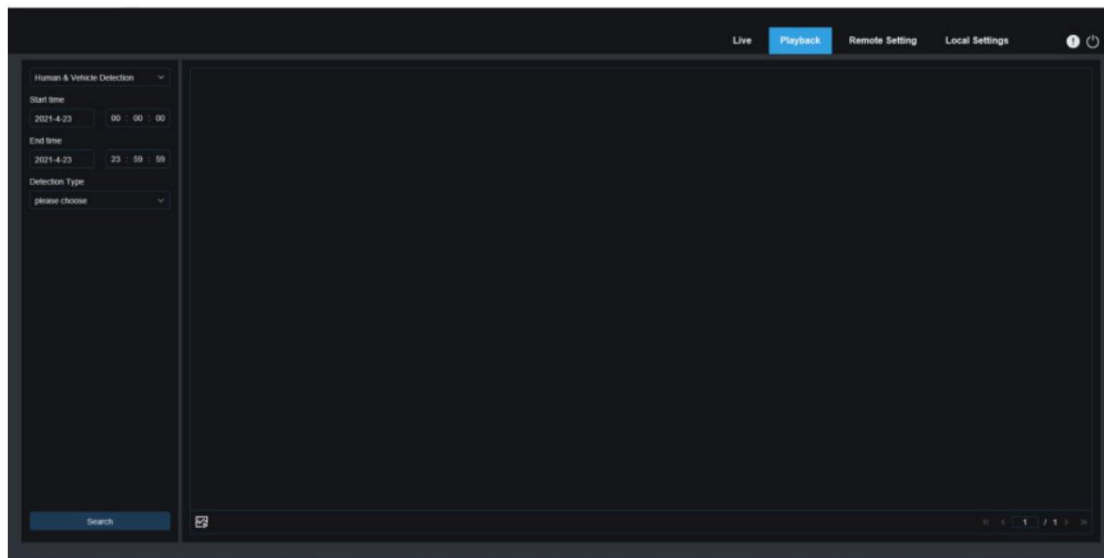 Live Playback Remote Setting Local Settings
Human & Vehicle Detection
Start time
2021-4-23 00 : 00 : 00
End time
2021-4-23 23 : 59 : 59
Detection Type
please choose
Search
1 / 1